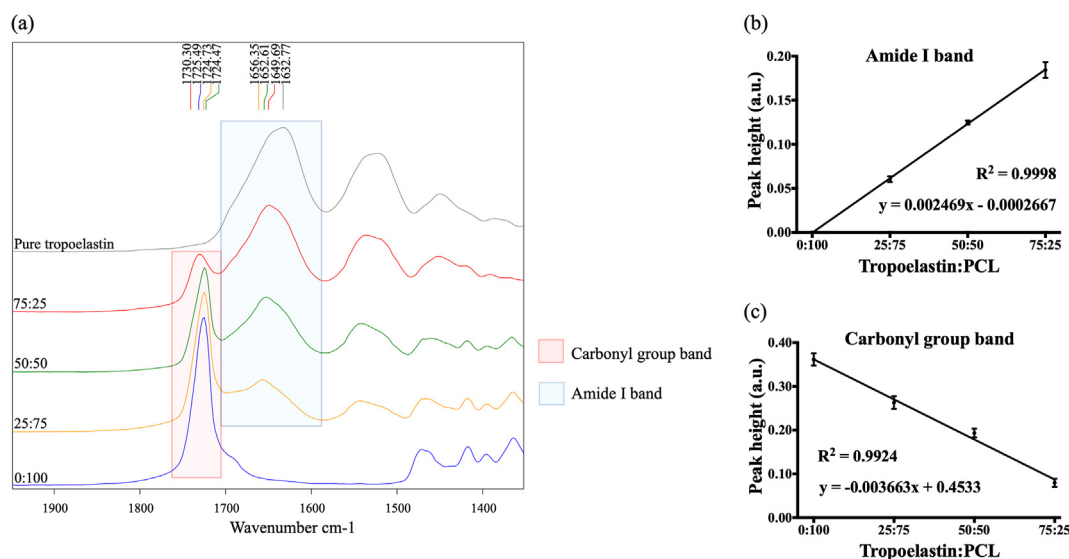 (a)
1730.30
1725.49
1724.73
1724.47
1656.35
1652.61
1649.69
1632.77
Pure tropoelastin
75:25
50:50
25:75
0:100
1900
1800
1700
1600
1500
1400
Wavenumber cm-1
Carbonyl group band
Amide I band
(b)
Amide I band
Peak height (a.u.)
0.20
0.15
0.10
0.05
0.00
R² = 0.9998
y = 0.002469x - 0.0002667
0:100
25:75
50:50
75:25
Tropoelastin:PCL
(c)
Carbonyl group band
Peak height (a.u.)
0.40
0.30
0.20
0.10
0.00
R² = 0.9924
y = -0.003663x + 0.4533
0:100
25:75
50:50
75:25
Tropoelastin:PCL